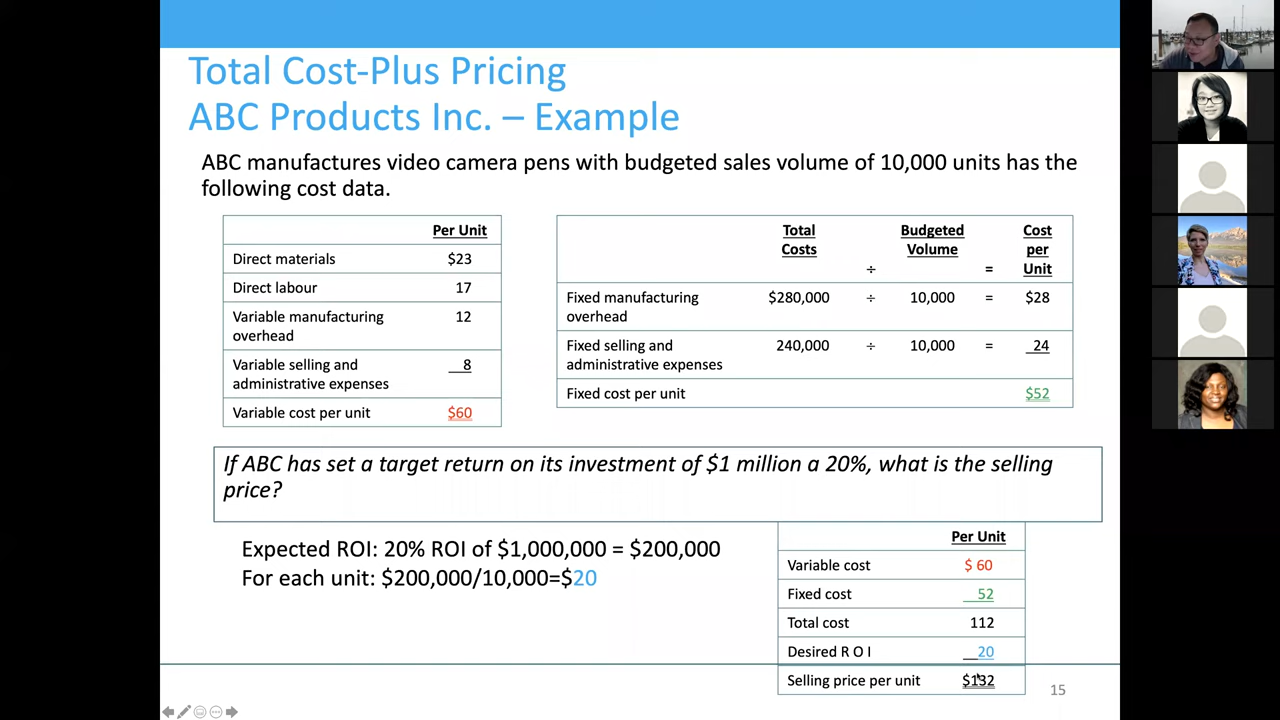 Total Cost-Plus Pricing
ABC Products Inc. – Example
ABC manufactures video camera pens with budgeted sales volume of 10,000 units has the
following cost data.
Per Unit
Direct materials $23
Direct labour 17
Variable manufacturing
overhead 12
Variable selling and
administrative expenses 8
Variable cost per unit $60
Total Budgeted Cost
Costs Volume per
÷ = Unit
Fixed manufacturing $280,000 ÷ 10,000 = $28
overhead
Fixed selling and 240,000 ÷ 10,000 = 24
administrative expenses
Fixed cost per unit $52
If ABC has set a target return on its investment of $1 million a 20%, what is the selling
price?
Expected ROI: 20% ROI of $1,000,000 = $200,000
For each unit: $200,000/10,000=$20
Per Unit
Variable cost $ 60
Fixed cost 52
Total cost 112
Desired R O I 20
Selling price per unit $132
15